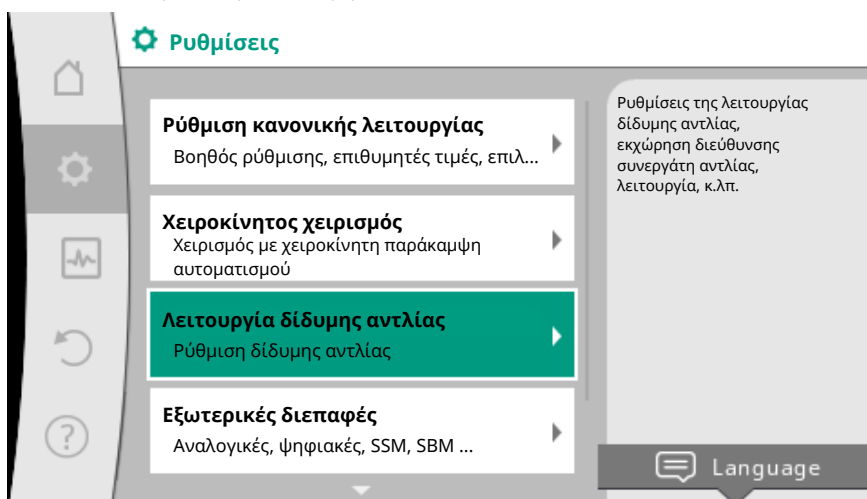 Ρυθμίσεις
Ρύθμιση κανονικής λειτουργίας
Βοηθός ρύθμισης, επιθυμητές τιμές, επιλ...
Χειροκίνητος χειρισμός
Χειρισμός με χειροκίνητη παράκαμψη
αυτοματισμού
Λειτουργία δίδυμης αντλίας
Ρύθμιση δίδυμης αντλίας
Εξωτερικές διεπαφές
Αναλογικές, ψηφιακές, SSM, SBM ...
Ρυθμίσεις της λειτουργίας
δίδυμης αντλίας,
εκχώρηση διεύθυνσης
συνεργάτη αντλίας,
λειτουργία, κ.λπ.
Language